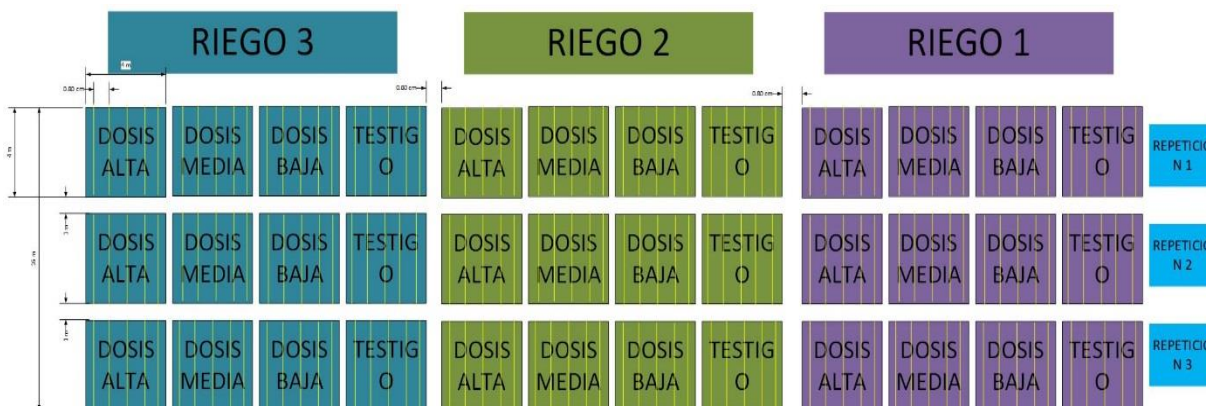 RIEGO 3 RIEGO 2 RIEGO 1
4 m
0.80 cm 0.80 cm 0.80 cm
DOSIS DOSIS DOSIS TESTIG DOSIS DOSIS DOSIS TESTIG DOSIS DOSIS DOSIS TESTIG REPETICIO
ALTA MEDIA BAJA O ALTA MEDIA BAJA O ALTA MEDIA BAJA O N 1
4 m
DOSIS DOSIS DOSIS TESTIG DOSIS DOSIS DOSIS TESTIG DOSIS DOSIS DOSIS TESTIG REPETICIO
ALTA MEDIA BAJA O ALTA MEDIA BAJA O ALTA MEDIA BAJA O N 2
DOSIS DOSIS DOSIS TESTIG DOSIS DOSIS DOSIS TESTIG DOSIS DOSIS DOSIS TESTIG REPETICIO
ALTA MEDIA BAJA O ALTA MEDIA BAJA O ALTA MEDIA BAJA O N 3